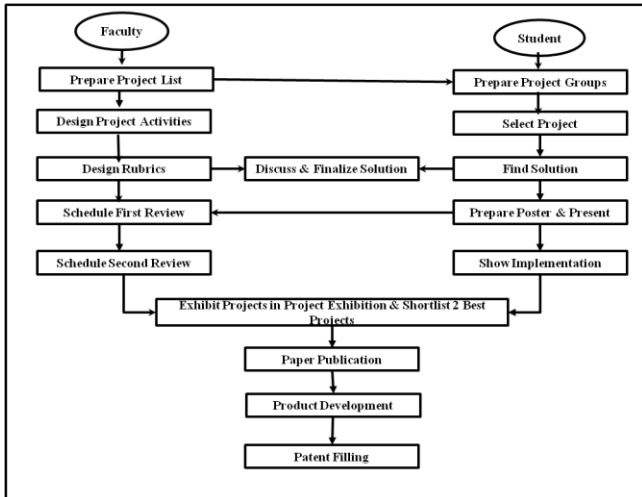 Faculty
Student
Prepare Project List
Prepare Project Groups
Design Project Activities
Select Project
Design Rubrics
Discuss & Finalize Solution
Find Solution
Schedule First Review
Prepare Poster & Present
Schedule Second Review
Show Implementation
Exhibit Projects in Project Exhibition & Shortlist 2 Best
Projects
Paper Publication
Product Development
Patent Filling